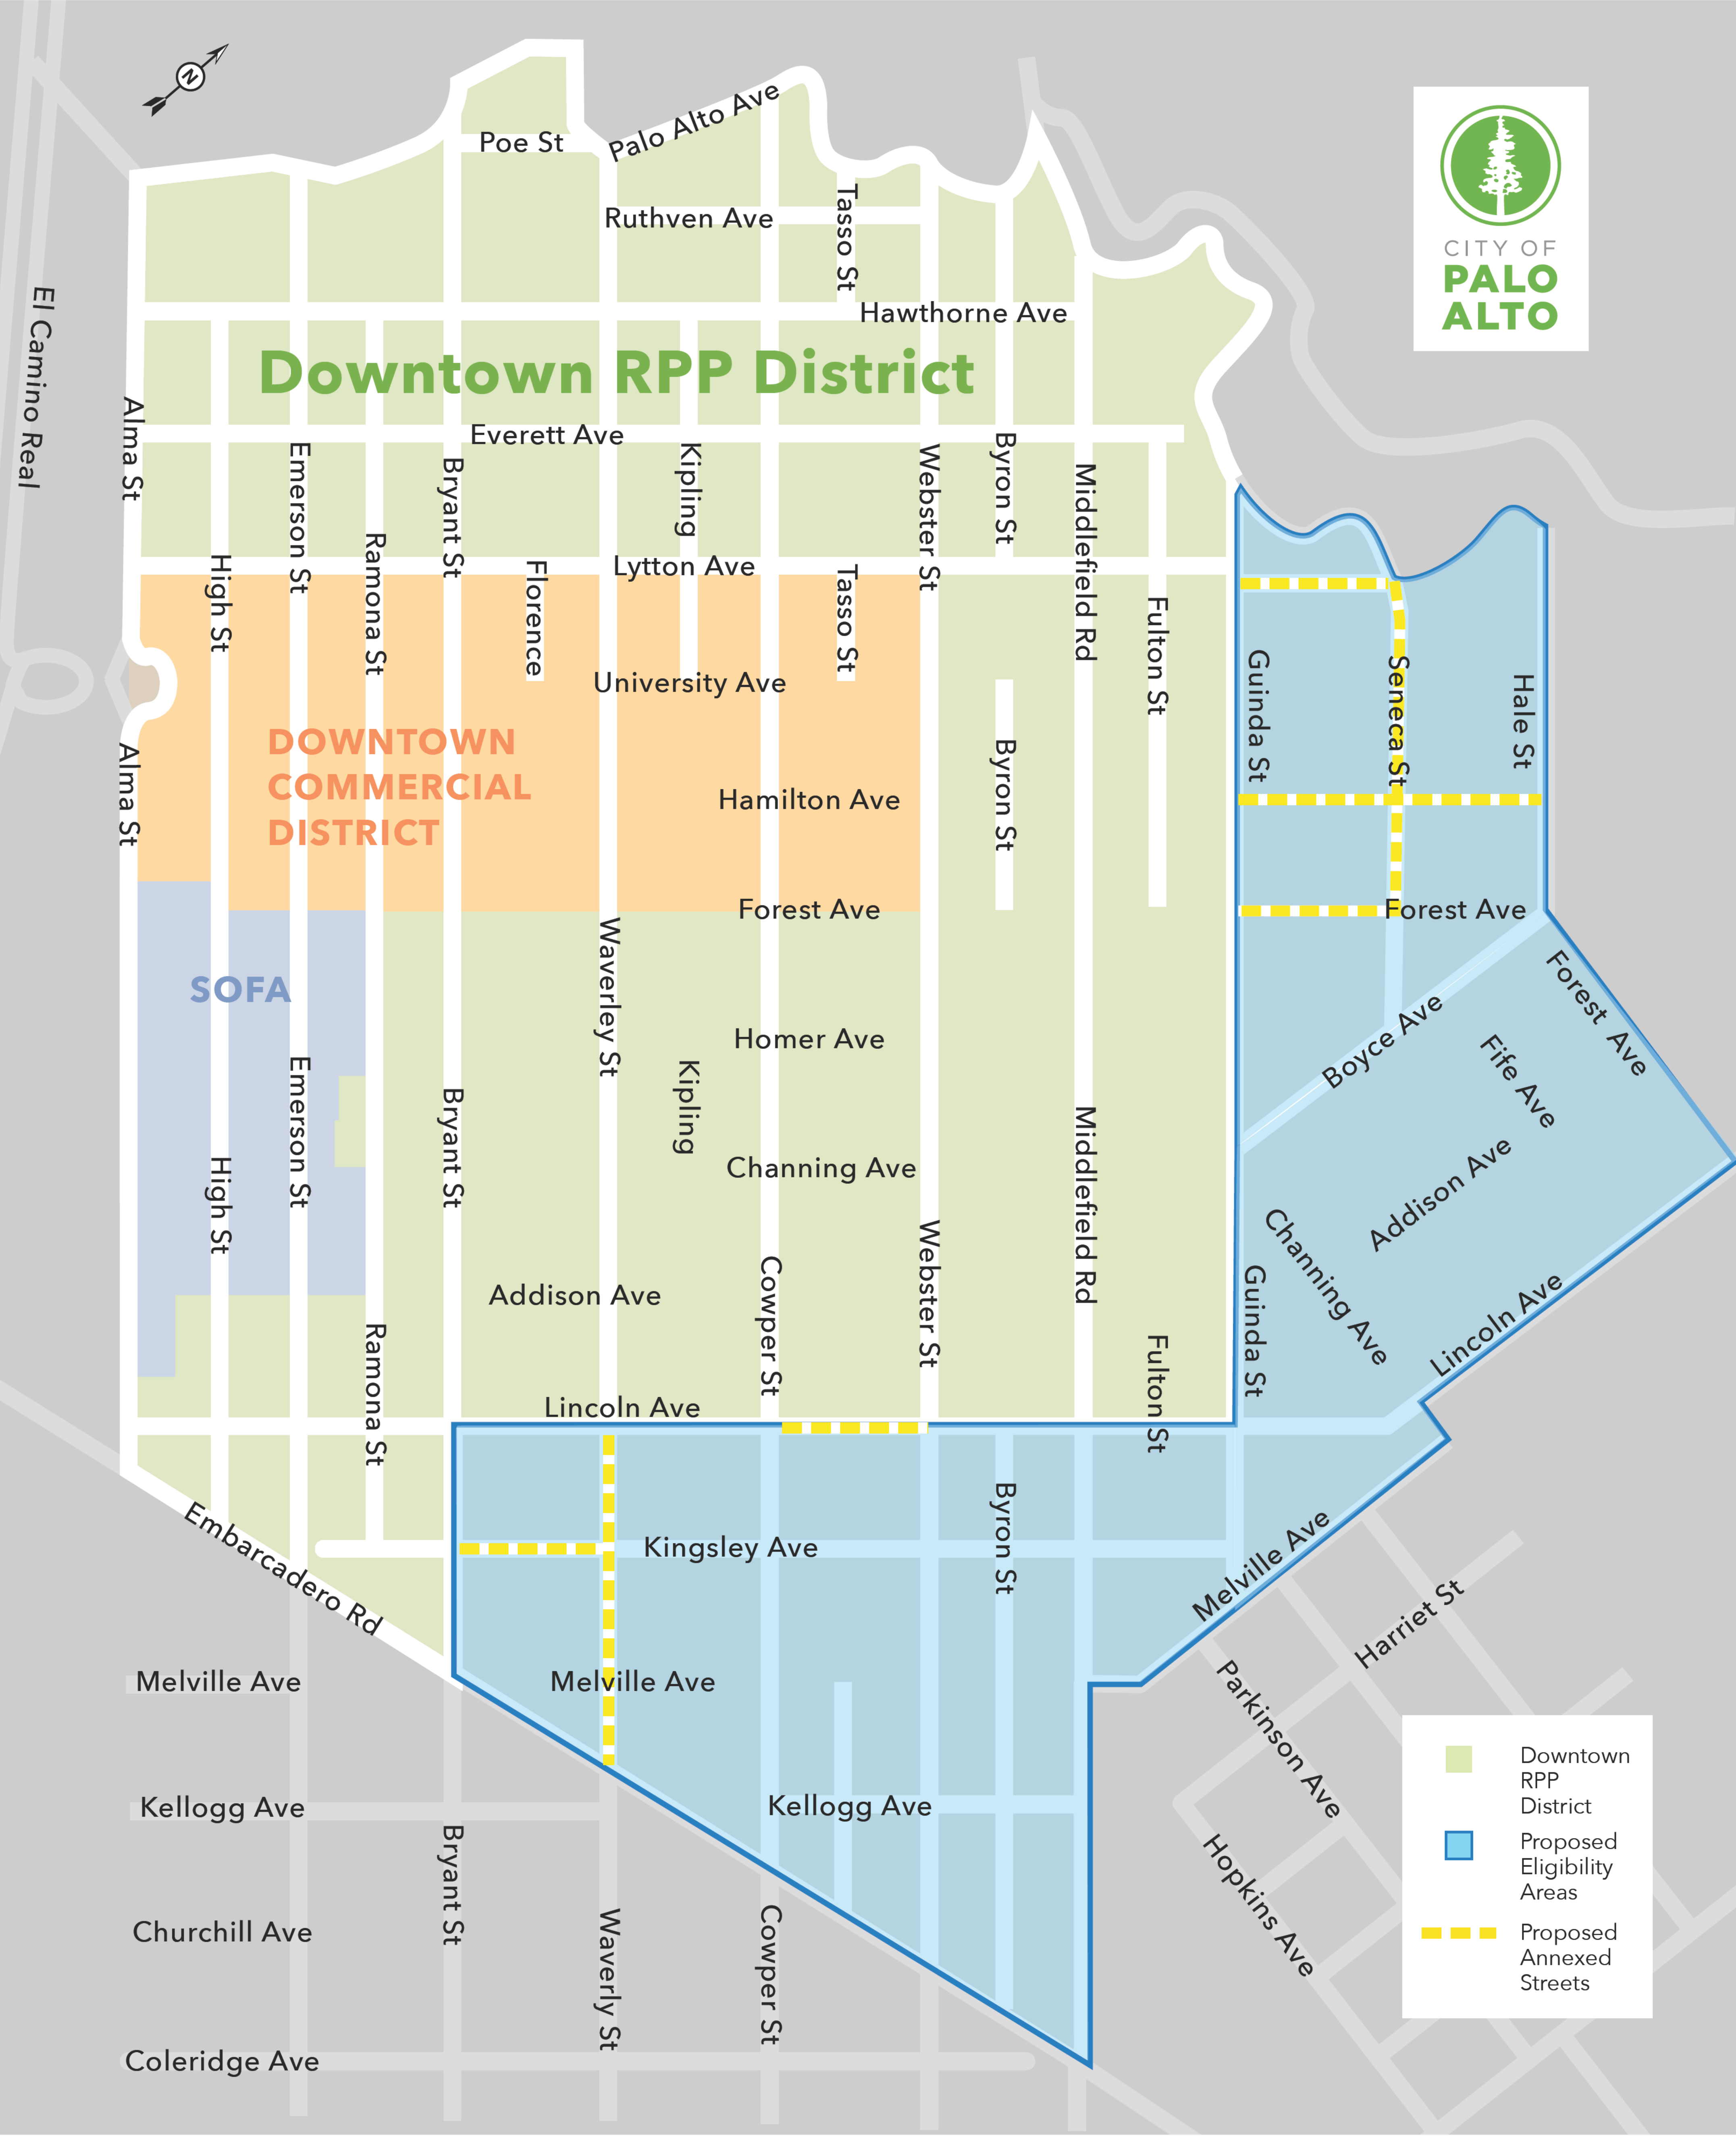 N
Poe St
Palo Alto Ave
Ruthven Ave
Tasso St
CITY OF
PALO
ALTO
El Camino Real
Hawthorne Ave
Downtown RPP District
Alma St
Everett Ave
Emerson St
Bryant St
Kipling
Webster St
Byron St
Middlefield Rd
Ramona St
High St
Florence
Lytton Ave
Tasso St
Fulton St
Guinda St
Seneca St
Hale St
University Ave
DOWNTOWN
COMMERCIAL
DISTRICT
Alma St
Hamilton Ave
Byron St
Forest Ave
Forest Ave
SOFA
Waverley St
Forest Ave
Homer Ave
Boyce Ave
Fife Ave
Emerson St
Kipling
Bryant St
High St
Channing Ave
Middlefield Rd
Addison Ave
Channing Ave
Webster St
Cowper St
Guinda St
Addison Ave
Lincoln Ave
Ramona St
Fulton St
Lincoln Ave
Embarcadero Rd
Kingsley Ave
Byron St
Melville Ave
Harriet St
Melville Ave
Melville Ave
Parkinson Ave
Kellogg Ave
Kellogg Ave
Bryant St
Hopkins Ave
Churchill Ave
Waverly St
Cowper St
Coleridge Ave
Downtown
RPP
District
Proposed
Eligibility
Areas
Proposed
Annexed
Streets